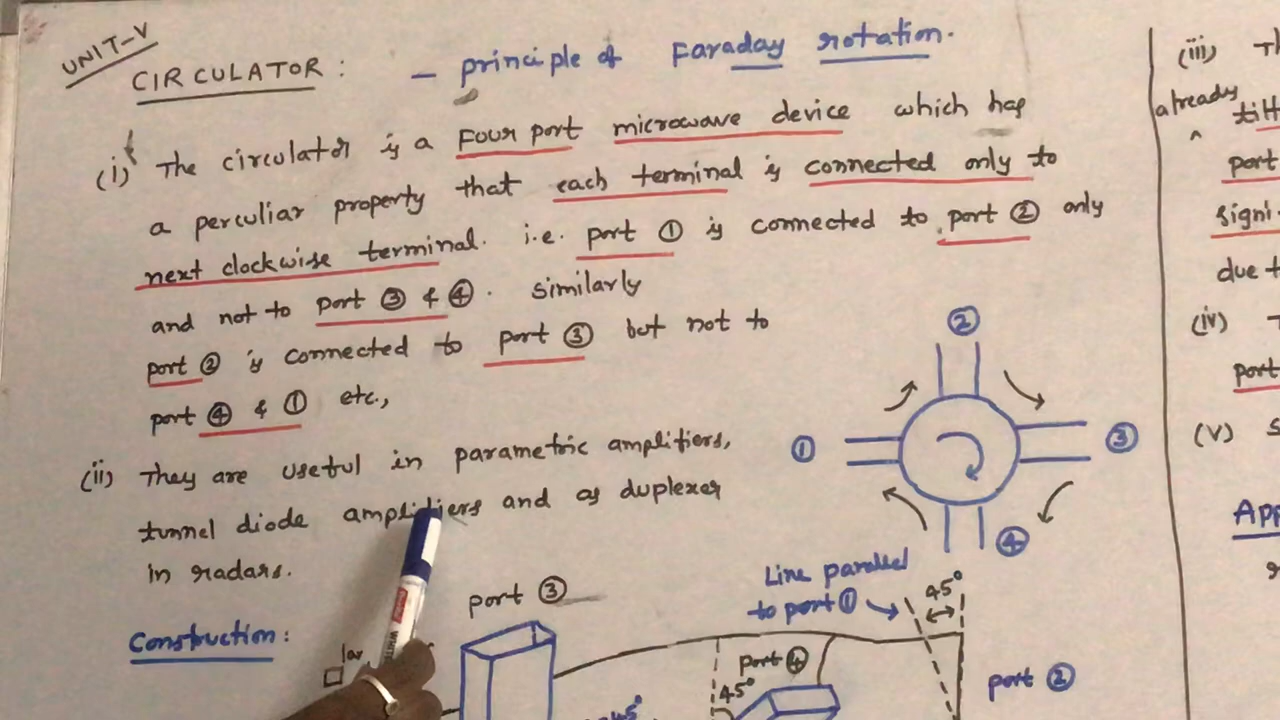 UNIT-V
CIRCULATOR: - principle of Faraday rotation.
(i) The circulator is a Four port microwave device which has
a perculiar property that each terminal is connected only to
next clockwise terminal. i.e. port ① is connected to port ② only
and not to port ③ & ④. Similarly
port ② is connected to port ③ but not to
port ④ & ① etc.,
(ii) They are useful in parametric amplifiers,
tunnel diode amplifiers and as duplexer
in radars.
Construction:
②
①
③
④
Line parallel
to port ①
45°
port ③
port ④
45°
45°
port ②
(iii)
already
port
due
(iv)
port
(v)